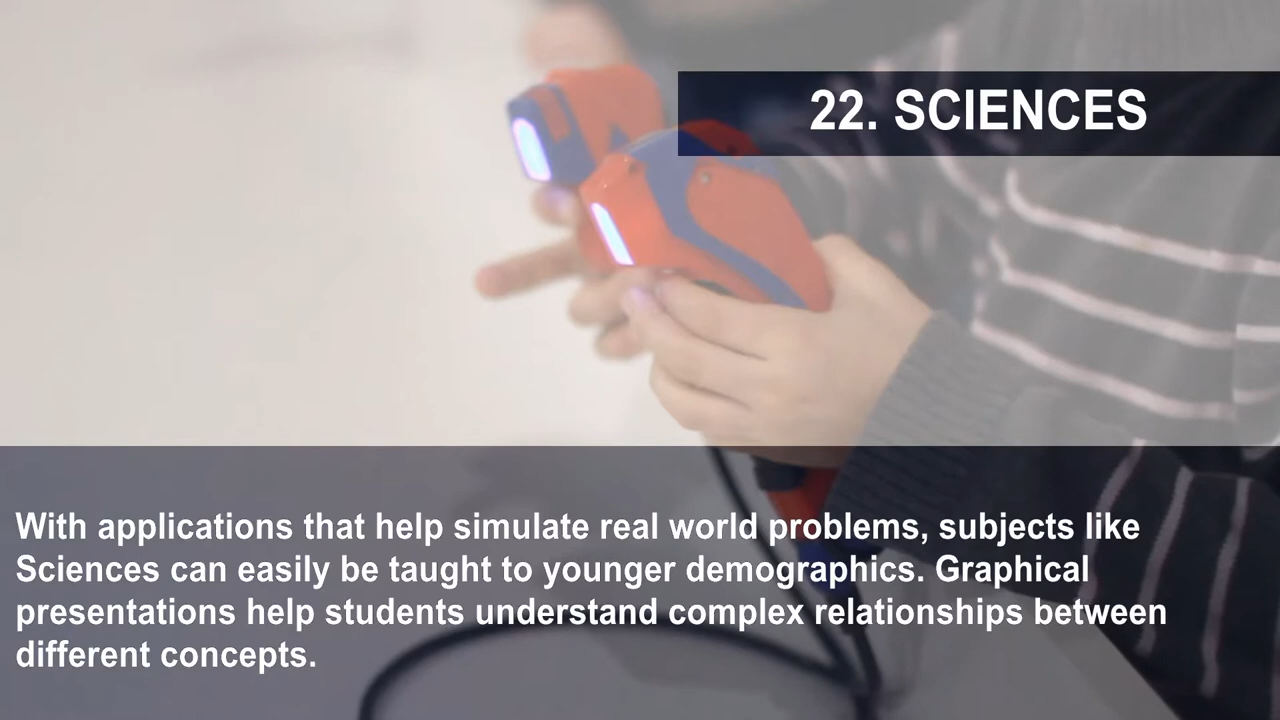 22. SCIENCES
With applications that help simulate real world problems, subjects like
Sciences can easily be taught to younger demographics. Graphical
presentations help students understand complex relationships between
different concepts.